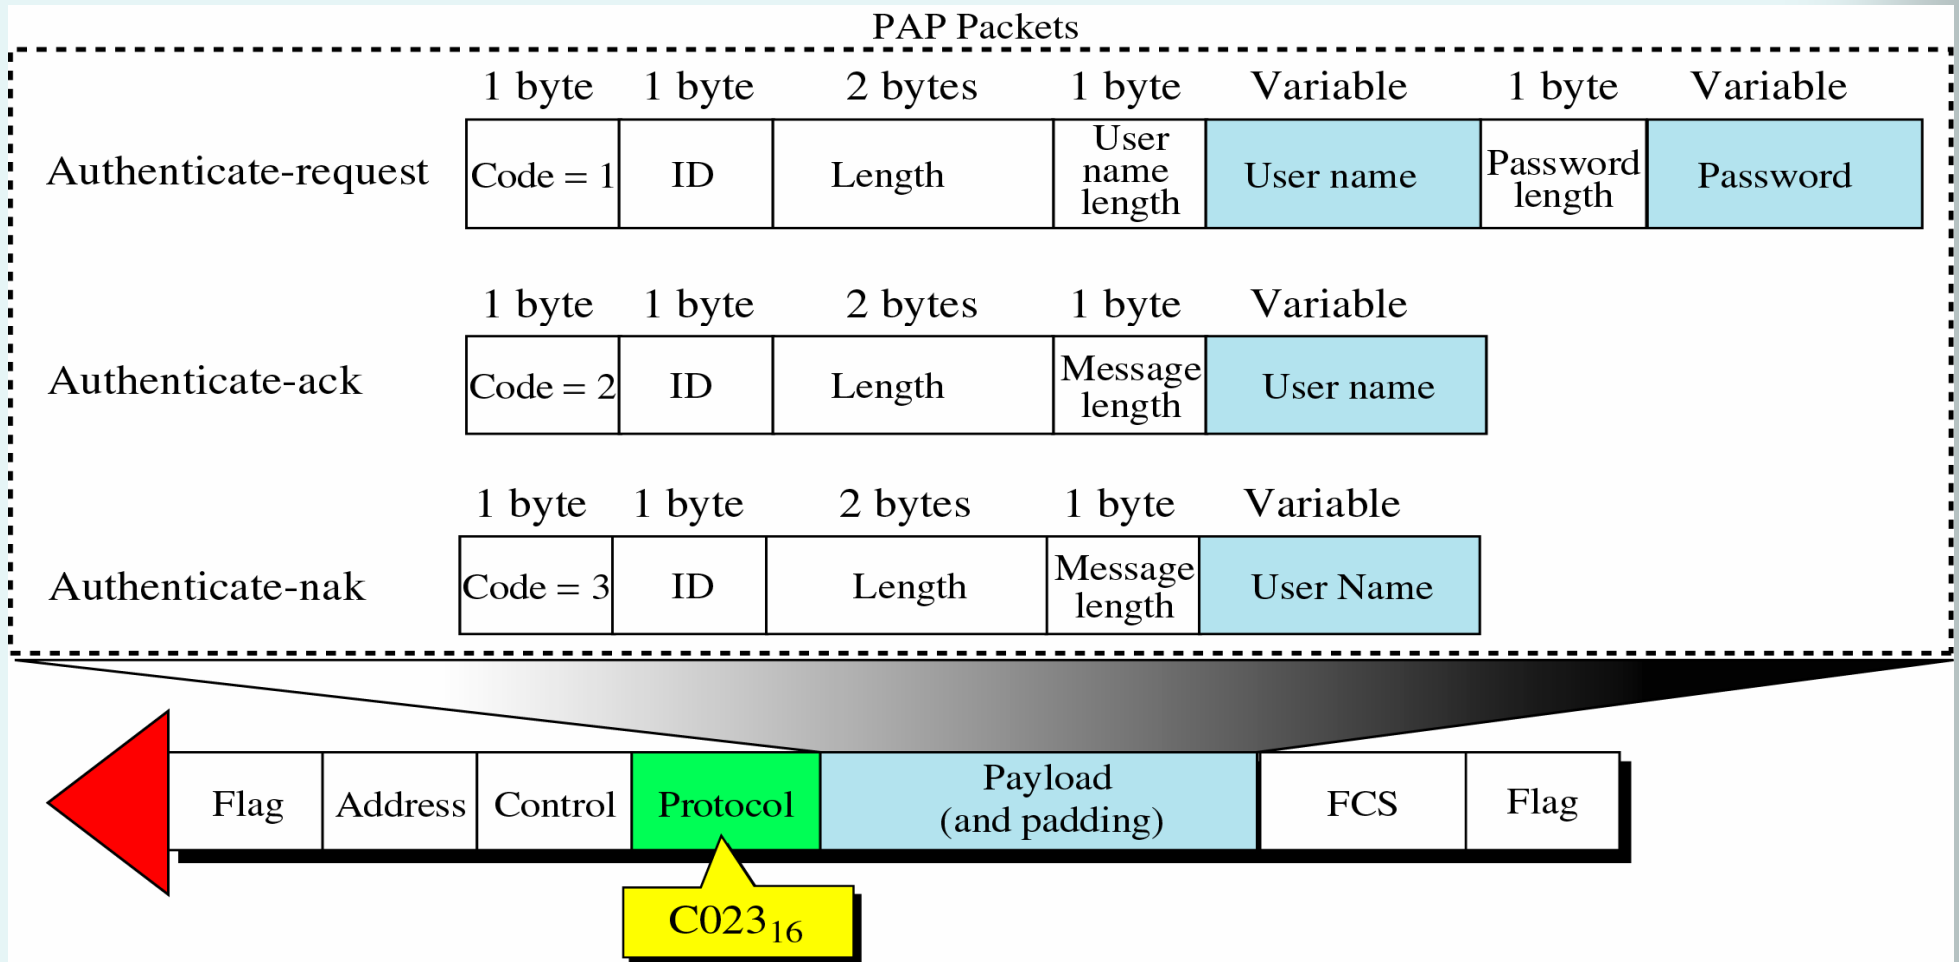 PAP Packets
1 byte 1 byte 2 bytes 1 byte Variable 1 byte Variable
Authenticate-request
Code = 1
ID
Length
User
name
length
User name
Password
length
Password
1 byte 1 byte 2 bytes 1 byte Variable
Authenticate-ack
Code = 2
ID
Length
Message
length
User name
1 byte 1 byte 2 bytes 1 byte Variable
Authenticate-nak
Code = 3
ID
Length
Message
length
User Name
Flag
Address
Control
Protocol
Payload
(and padding)
FCS
Flag
C023₁₆